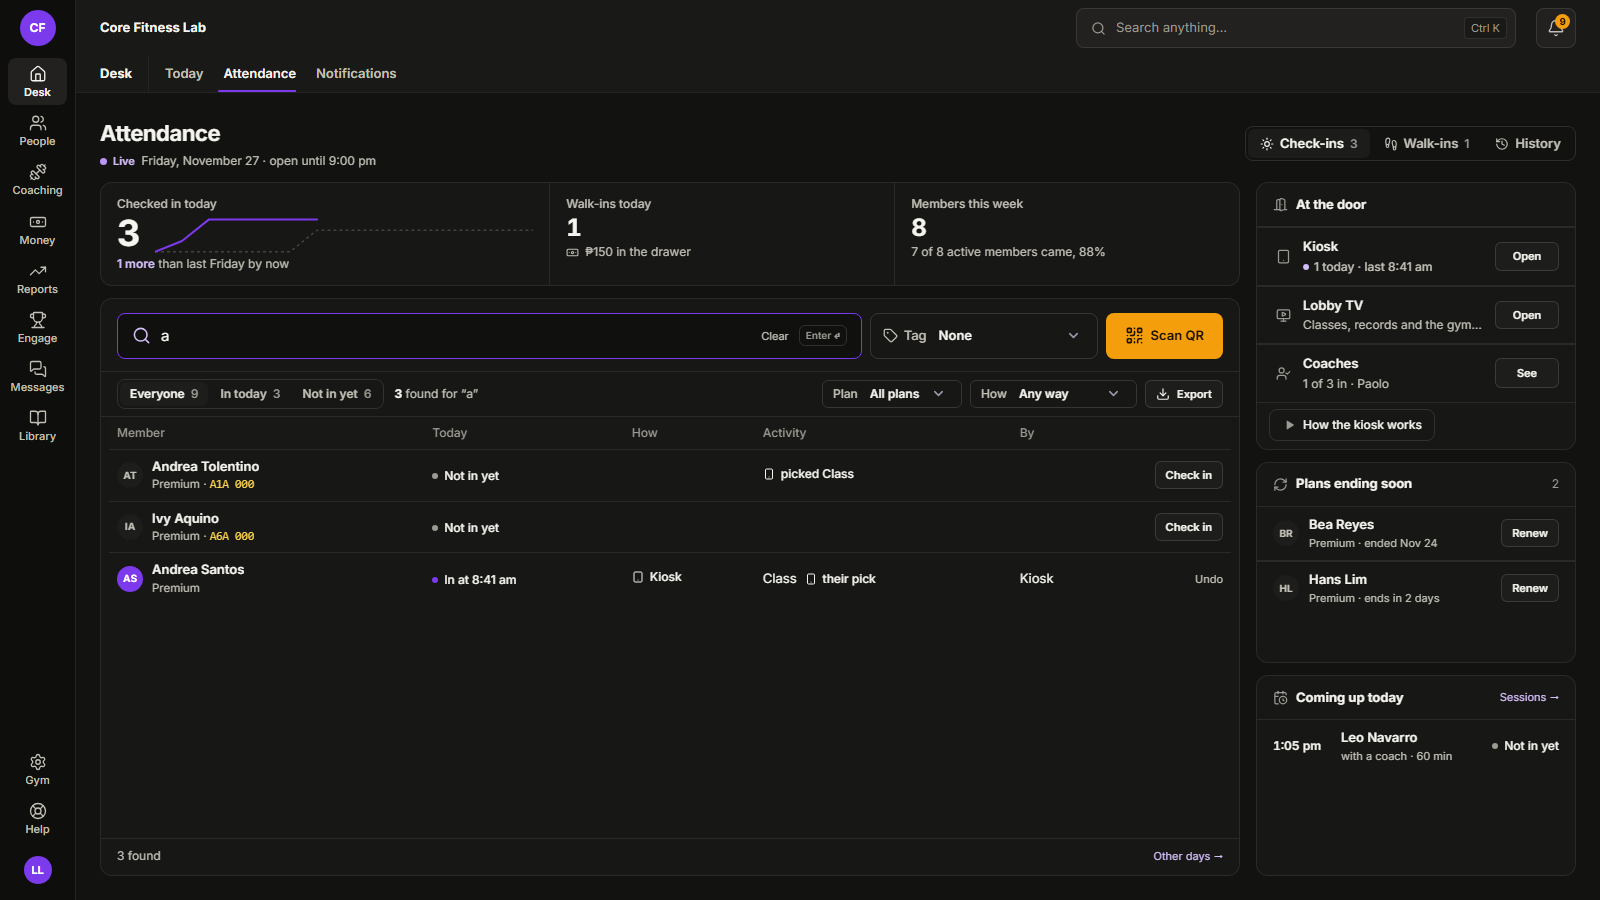 CF
Core Fitness Lab
Search anything...
Ctrl K
9
Desk
People
Coaching
Money
Reports
Engage
Messages
Library
Gym
Help
LL
Desk
Today
Attendance
Notifications
Attendance
Live Friday, November 27 · open until 9:00 pm
Check-ins 3
Walk-ins 1
History
Checked in today
3
1 more than last Friday by now
Walk-ins today
1
₱150 in the drawer
Members this week
8
7 of 8 active members came, 88%
a
Clear
Enter ↲
Tag None
Scan QR
Everyone 9
In today 3
Not in yet 6
3 found for “a”
Plan All plans
How Any way
Export
Member Today How Activity By
AT
Andrea Tolentino
Premium · A1A 000
Not in yet
picked Class
Check in
IA
Ivy Aquino
Premium · A6A 000
Not in yet
Check in
AS
Andrea Santos
Premium
In at 8:41 am
Kiosk
Class their pick
Kiosk
Undo
3 found
Other days →
At the door
Kiosk
1 today · last 8:41 am
Open
Lobby TV
Classes, records and the gym...
Open
Coaches
1 of 3 in · Paolo
See
How the kiosk works
Plans ending soon
2
BR
Bea Reyes
Premium · ended Nov 24
Renew
HL
Hans Lim
Premium · ends in 2 days
Renew
Coming up today
Sessions →
1:05 pm
Leo Navarro
with a coach · 60 min
Not in yet